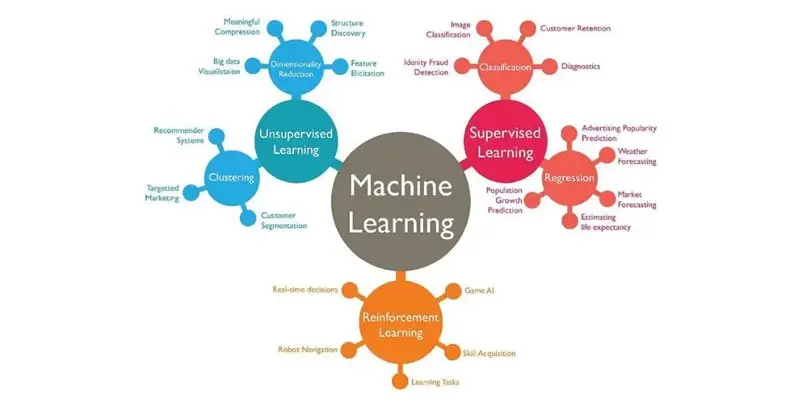 Meaningful
Compression
Structure
Discovery
Big data
Visualistaion
Dimensionality
Reduction
Feature
Elicitation
Unsupervised
Learning
Recommender
Systems
Clustering
Targetted
Marketing
Customer
Segmentation
Machine
Learning
Image
Classification
Customer Retention
Idenity Fraud
Detection
Classification
Diagnostics
Supervised
Learning
Advertising Popularity
Prediction
Weather
Forecasting
Regression
Population
Growth
Prediction
Market
Forecasting
Estimating
life expectancy
Real-time decisions
Game AI
Reinforcement
Learning
Robot Navigation
Skill Acquisition
Learning Tasks